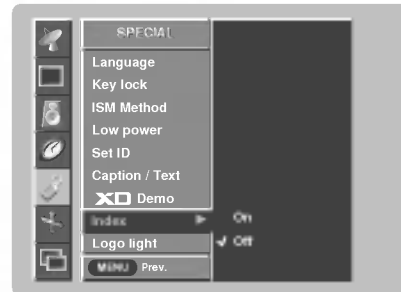 SPECIAL
Language
Key lock
ISM Method
Low power
Set ID
Caption / Text
XD Demo
Index ▶ On
Logo light ✓ Off
MENU Prev.